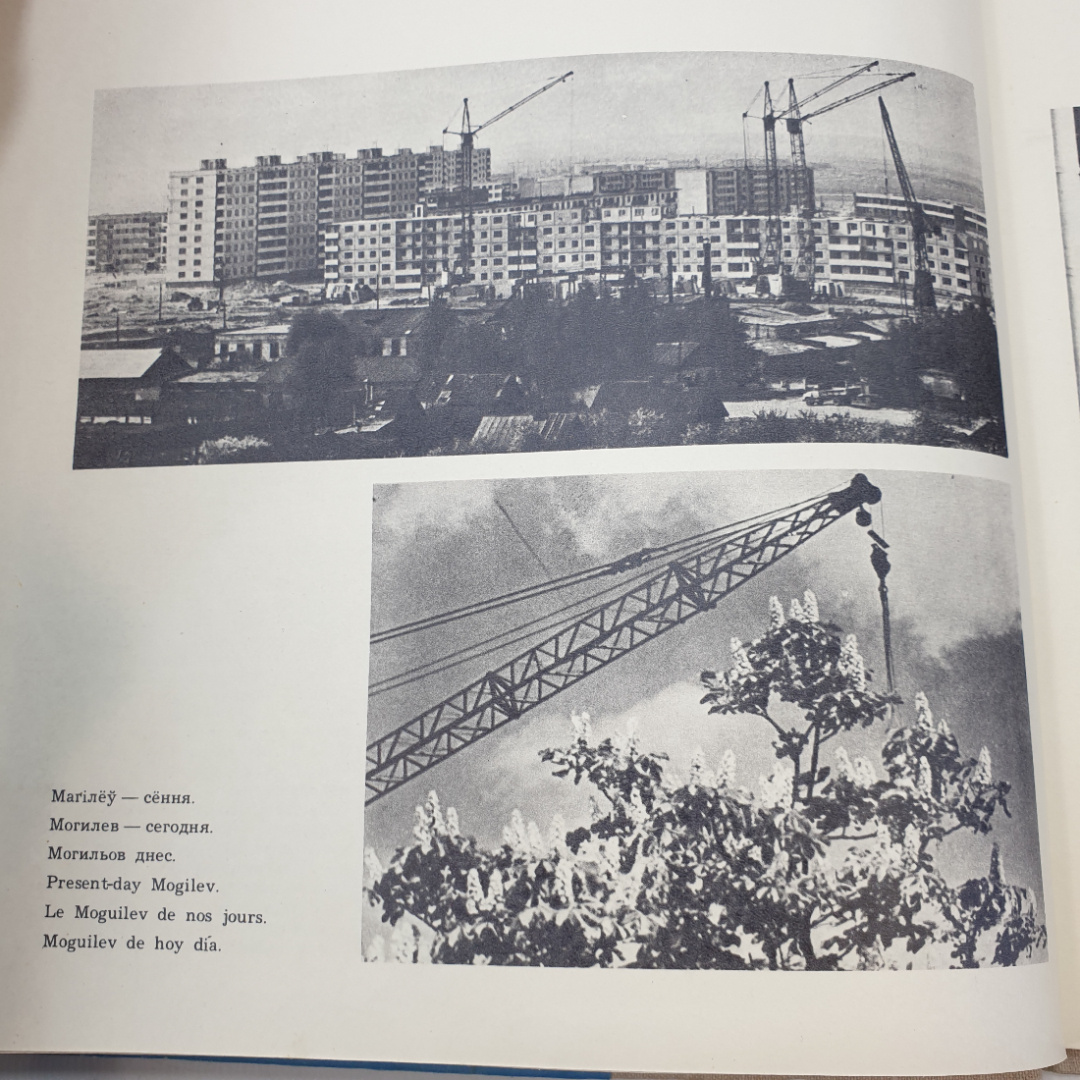 Магілёў — сёння.
Могилев — сегодня.
Могильов днес.
Present-day Mogilev.
Le Moguilev de nos jours.
Moguilev de hoy día.